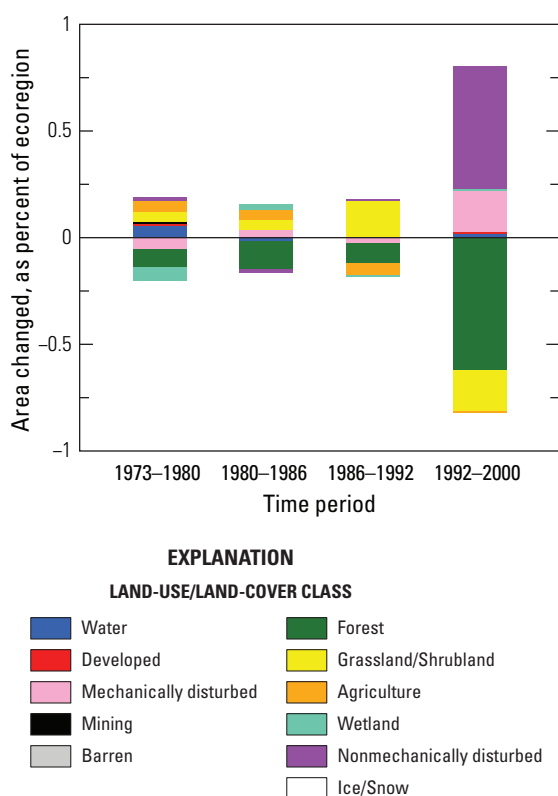 1
0.5
0
−0.5
−1
Area changed, as percent of ecoregion
1973–1980 1980–1986 1986–1992 1992–2000
Time period
EXPLANATION
LAND-USE/LAND-COVER CLASS
Water
Developed
Mechanically disturbed
Mining
Barren
Forest
Grassland/Shrubland
Agriculture
Wetland
Nonmechanically disturbed
Ice/Snow